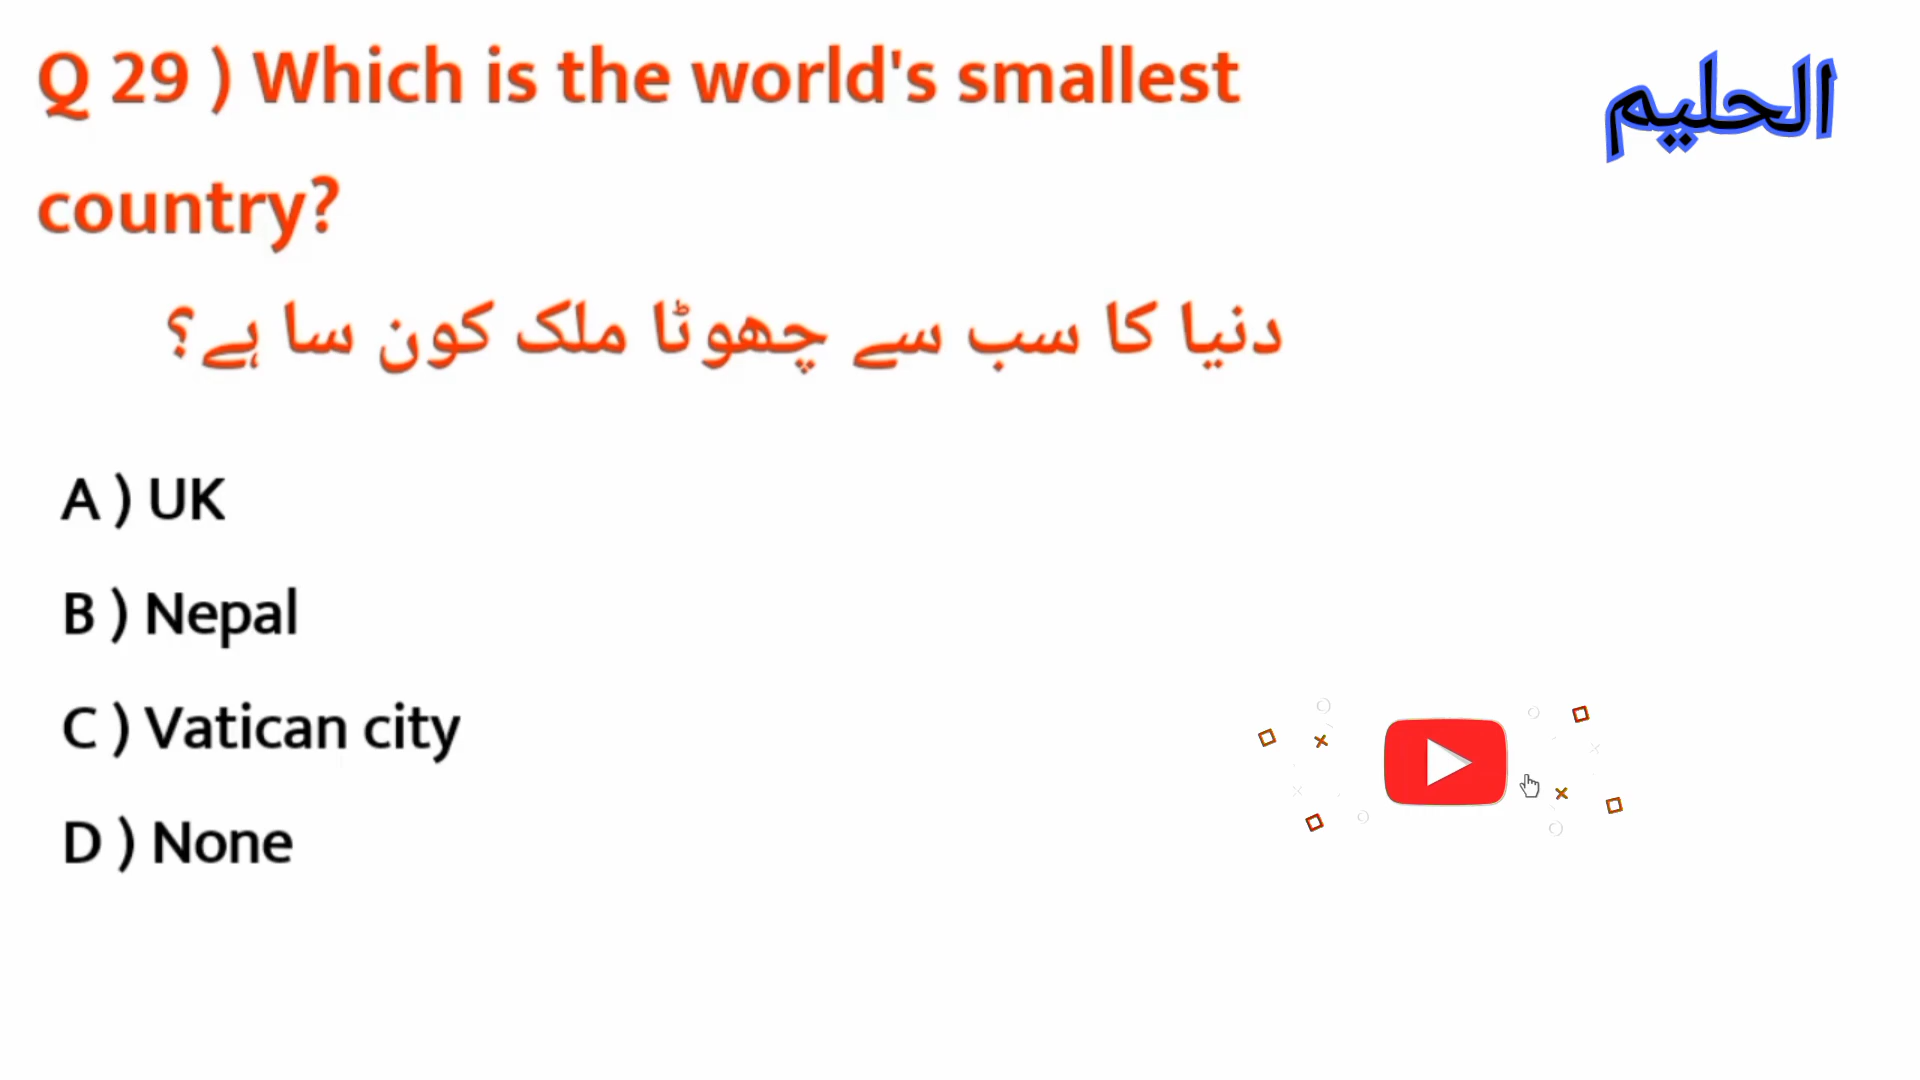 Q 29 ) Which is the world's smallest
الحلیم
country?
دنیا کا سب سے چھوٹا ملک کون سا ہے؟
A ) UK
B ) Nepal
C ) Vatican city
D ) None